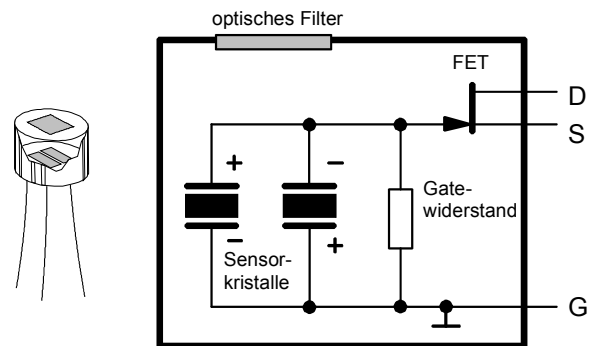 optisches Filter
FET
D
S
+
–
Gate-
widerstand
–
+
Sensor-
kristalle
G